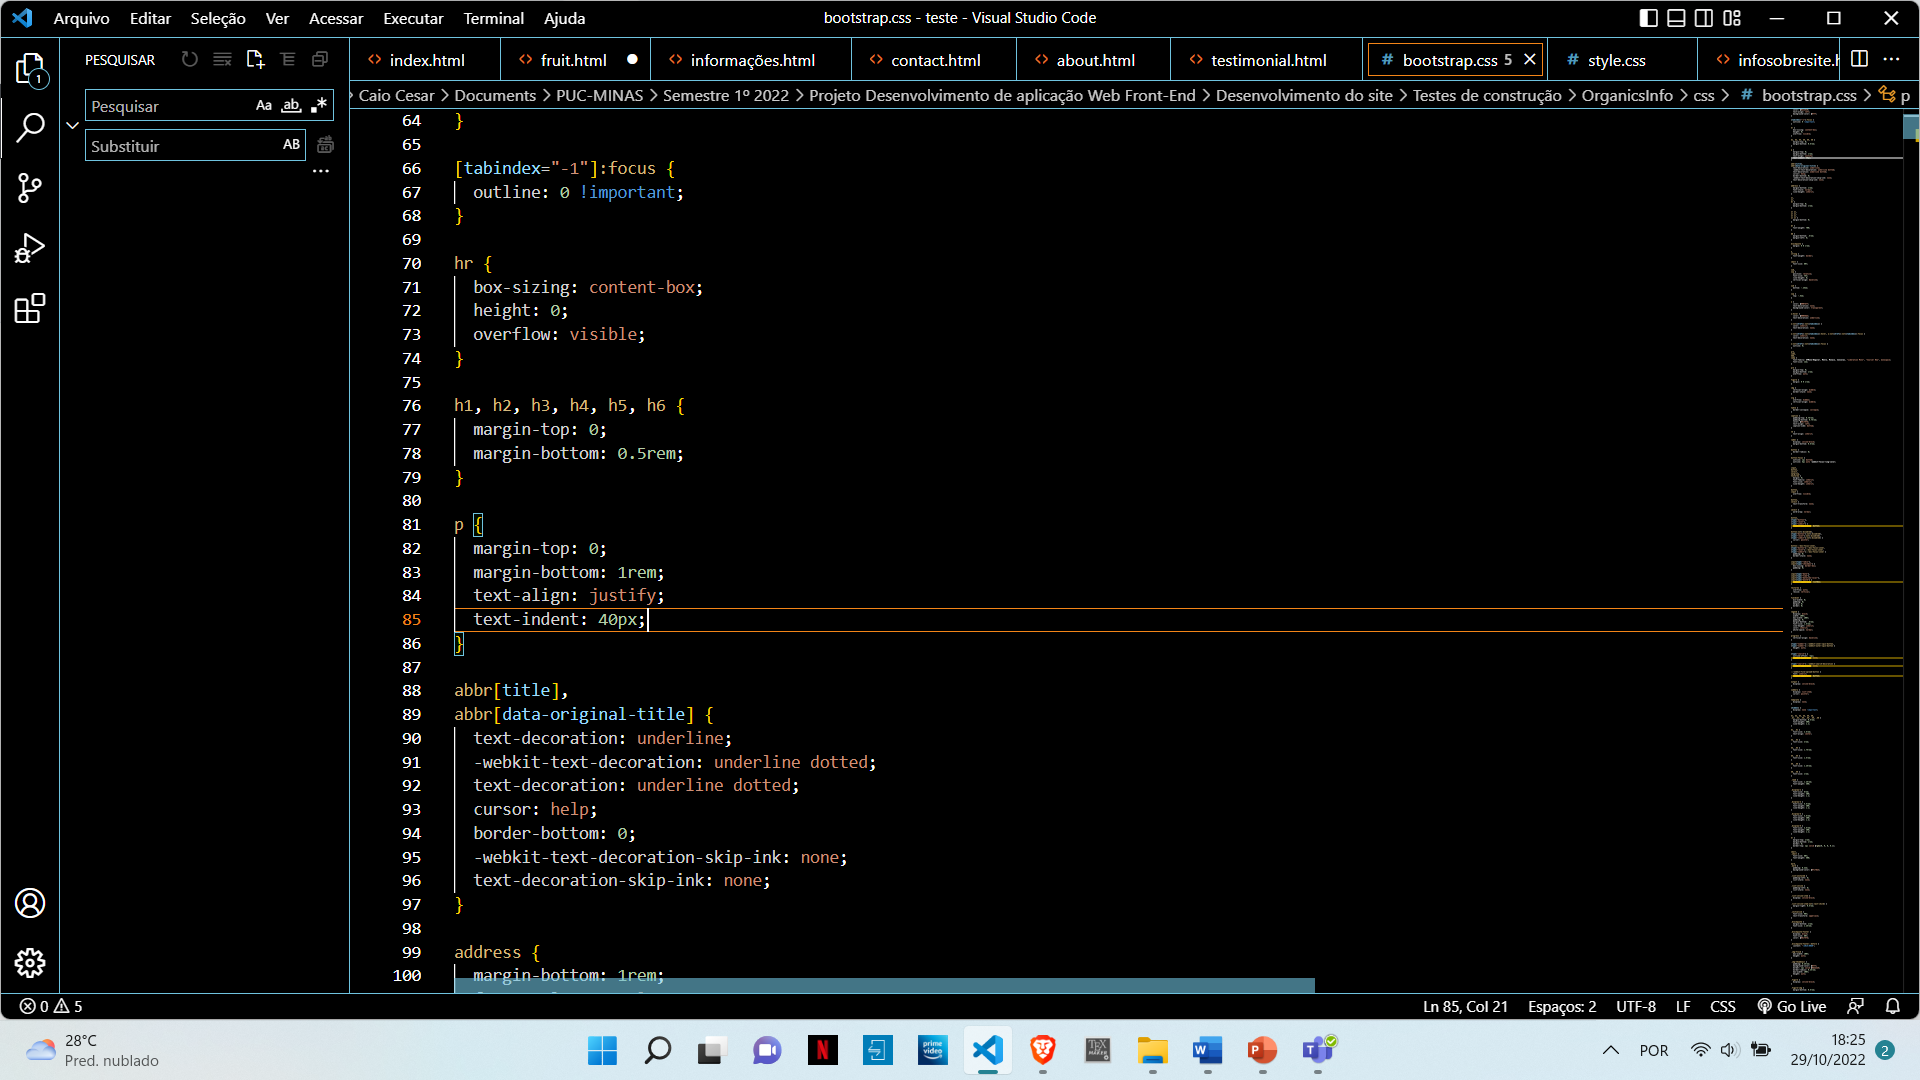 Arquivo Editar Seleção Ver Acessar Executar Terminal Ajuda
bootstrap.css - teste - Visual Studio Code
PESQUISAR
index.html
fruit.html
informações.html
contact.html
about.html
testimonial.html
# bootstrap.css 5
# style.css
infosobresite.h
1
Pesquisar Aa ab
Substituir AB
Caio Cesar > Documents > PUC-MINAS > Semestre 1º 2022 > Projeto Desenvolvimento de aplicação Web Front-End > Desenvolvimento do site > Testes de construção > OrganicsInfo > css > # bootstrap.css > p
64 }
65
66 [tabindex="-1"]:focus {
67 outline: 0 !important;
68 }
69
70 hr {
71 box-sizing: content-box;
72 height: 0;
73 overflow: visible;
74 }
75
76 h1, h2, h3, h4, h5, h6 {
77 margin-top: 0;
78 margin-bottom: 0.5rem;
79 }
80
81 p {
82 margin-top: 0;
83 margin-bottom: 1rem;
84 text-align: justify;
85 text-indent: 40px;
86 }
87
88 abbr[title],
89 abbr[data-original-title] {
90 text-decoration: underline;
91 -webkit-text-decoration: underline dotted;
92 text-decoration: underline dotted;
93 cursor: help;
94 border-bottom: 0;
95 -webkit-text-decoration-skip-ink: none;
96 text-decoration-skip-ink: none;
97 }
98
99 address {
100 margin-bottom: 1rem;
0 5
Ln 85, Col 21 Espaços: 2 UTF-8 LF CSS Go Live
28°C
Pred. nublado
N
prime video
TEX MAKER
W
P
T
POR
18:25
29/10/2022
2